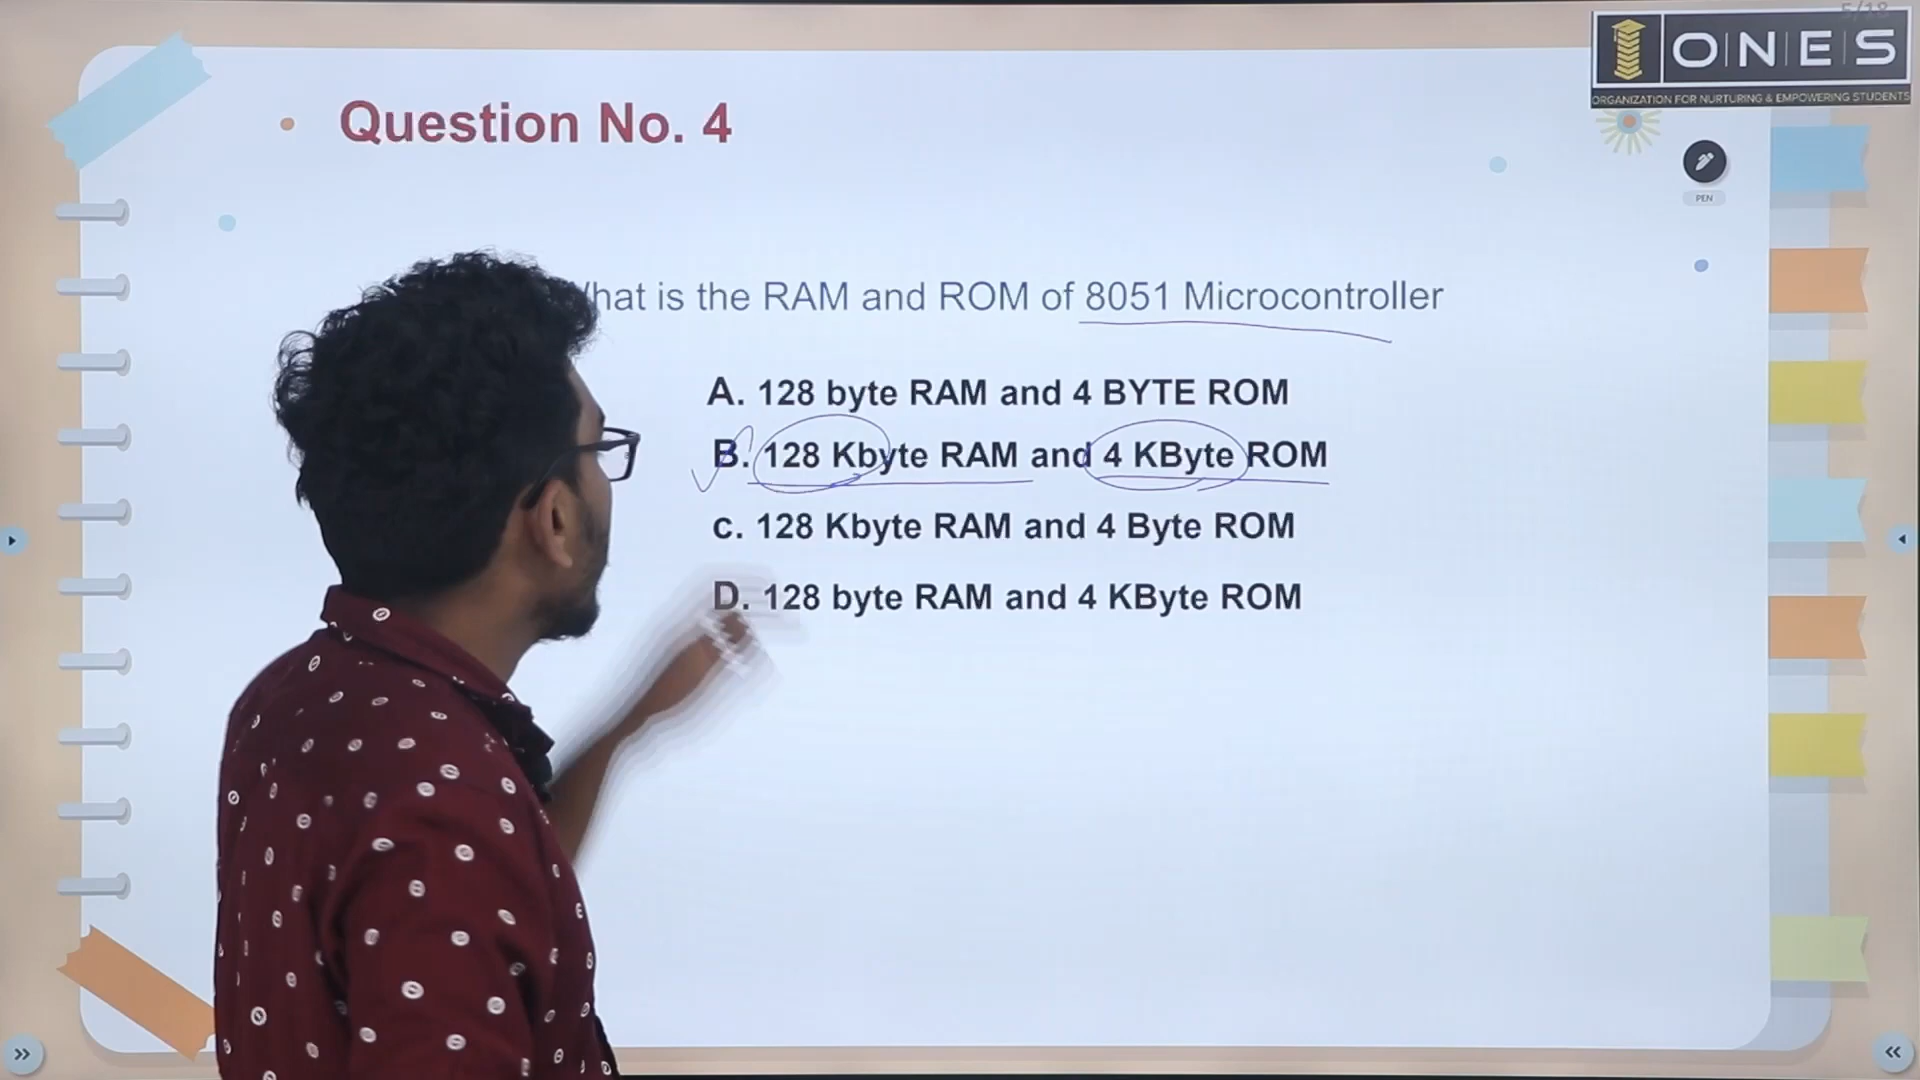 5/18
ONES
ORGANIZATION FOR NURTURING & EMPOWERING STUDENTS
• Question No. 4
PEN
hat is the RAM and ROM of 8051 Microcontroller
A. 128 byte RAM and 4 BYTE ROM
B. 128 Kbyte RAM and 4 KByte ROM
c. 128 Kbyte RAM and 4 Byte ROM
D. 128 byte RAM and 4 KByte ROM